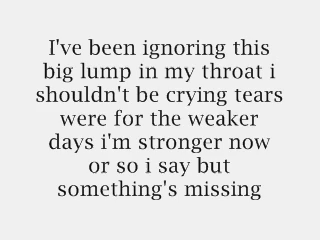 I've been ignoring this
big lump in my throat i
shouldn't be crying tears
were for the weaker
days i'm stronger now
or so i say but
something's missing